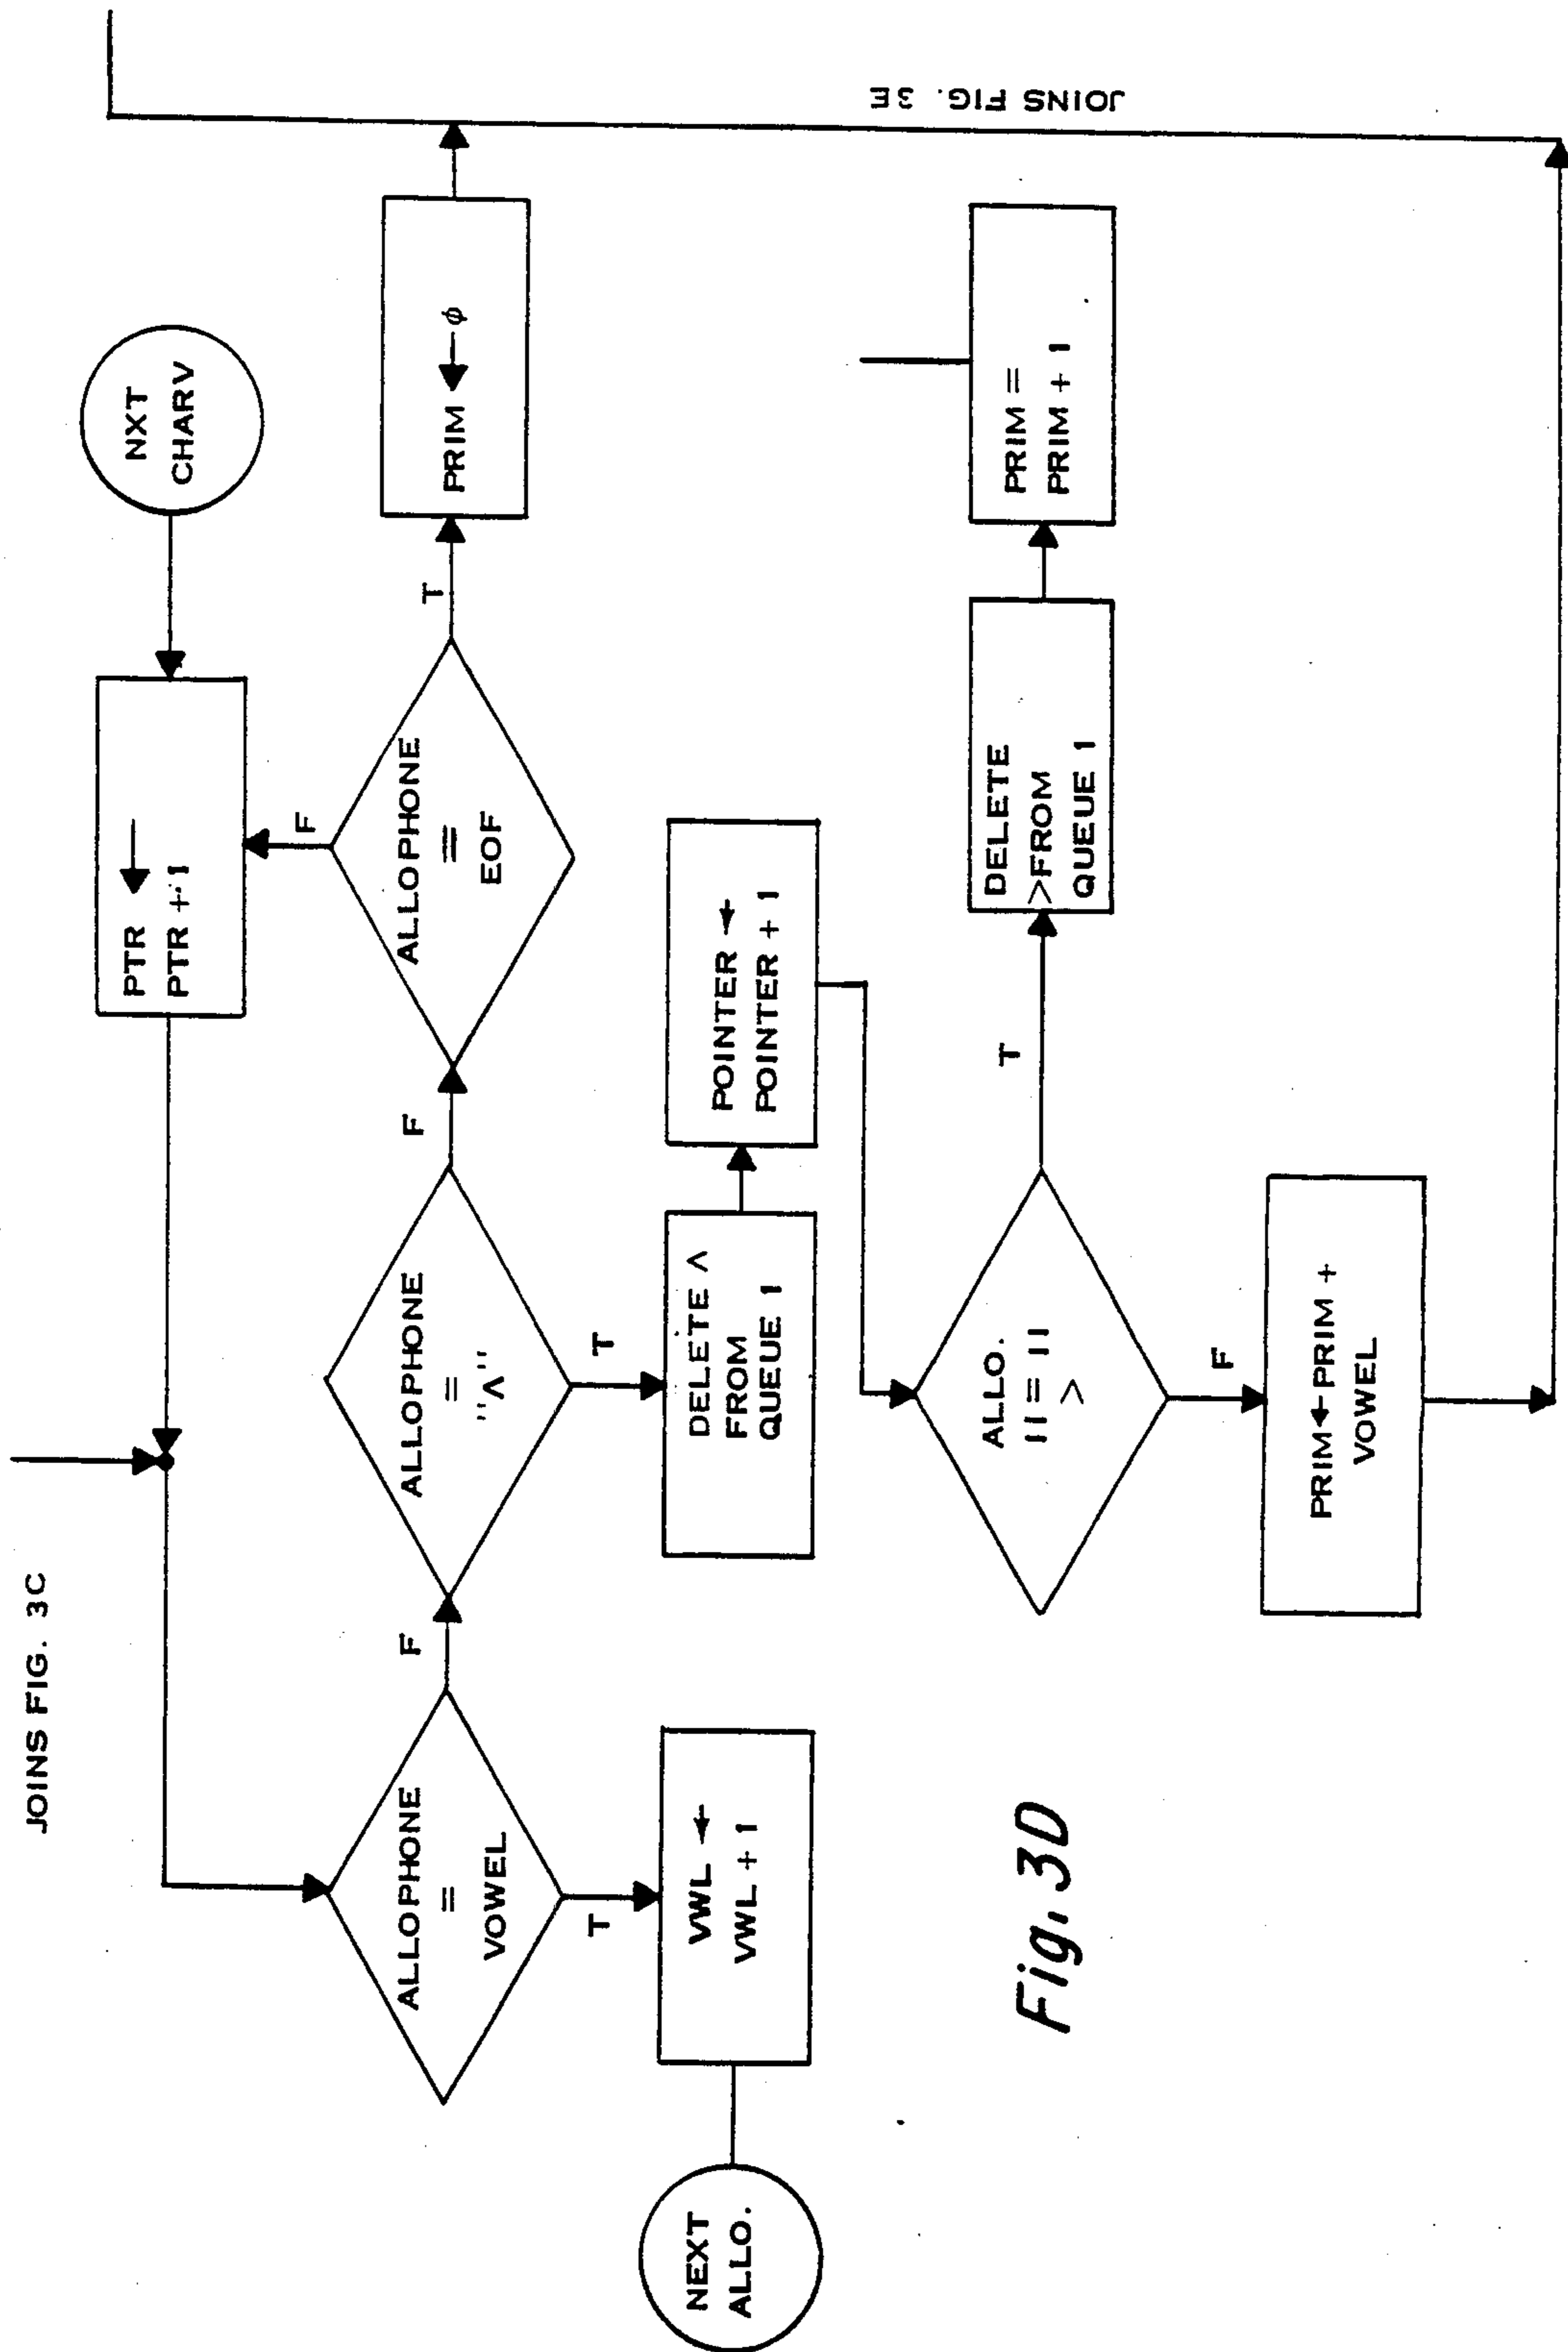 JOINS FIG. 3C
NXT
CHARV
PTR ←
PTR + 1
ALLOPHONE
=
VOWEL
F
T
ALLOPHONE
=
"^"
F
T
ALLOPHONE
=
EOF
F
T
PRIM ← ϕ
VWL ←
VWL + 1
NEXT
ALLO.
DELETE ^
FROM
QUEUE 1
POINTER ←
POINTER + 1
ALLO.
"="
>
T
F
DELETE
>FROM
QUEUE 1
PRIM =
PRIM + 1
PRIM ← PRIM +
VOWEL
JOINS FIG. 3E
Fig. 3D